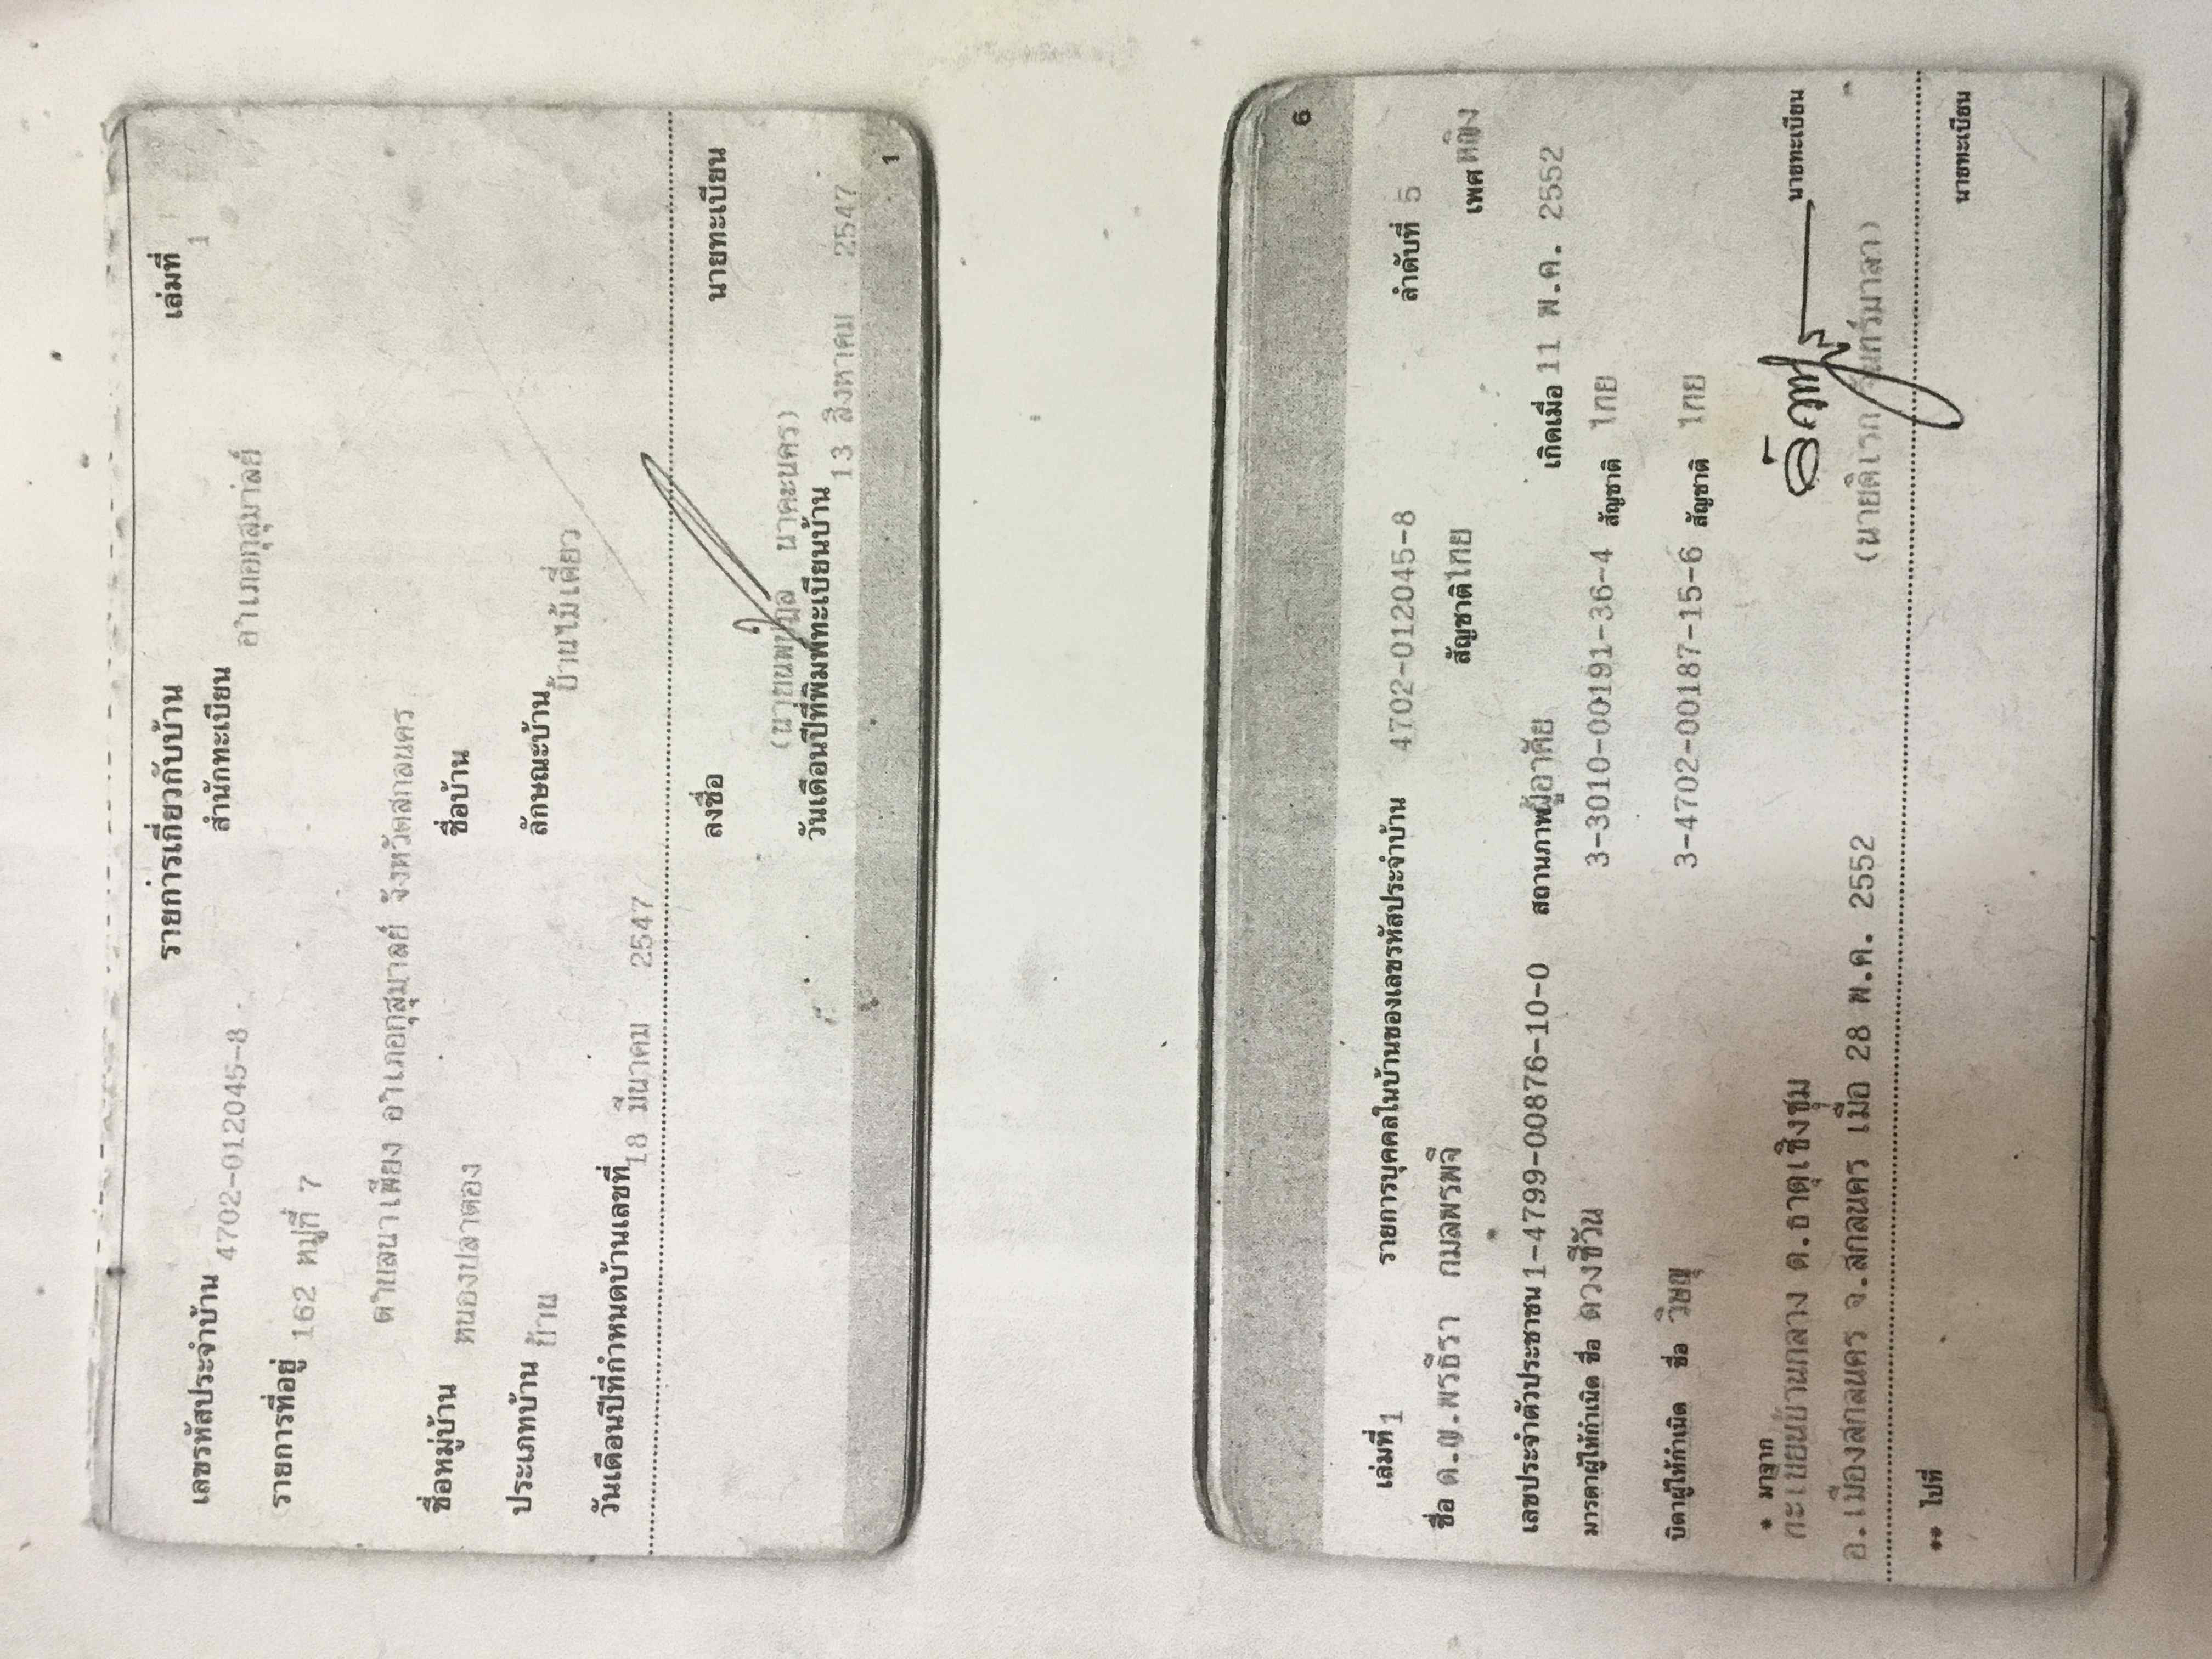 รายการเกี่ยวกับบ้าน เล่มที่ 1
เลขรหัสประจำบ้าน 4702-012045-8 สำนักทะเบียน อำเภอกุสุมาลย์
รายการที่อยู่ 162 หมู่ที่ 7
ตำบลนาเพียง อำเภอกุสุมาลย์ จังหวัดสกลนคร
ชื่อหมู่บ้าน หนองปลาตอง ชื่อบ้าน
ประเภทบ้าน บ้าน ลักษณะบ้าน บ้านไม้เดี่ยว
วันเดือนปีที่กำหนดบ้านเลขที่ 18 มีนาคม 2547
ลงชื่อ นายทะเบียน
นาคะนคร)
วันเดือนปีที่พิมพ์ทะเบียนบ้าน 13 สิงหาคม 2547
1
6
เล่มที่ 1 รายการบุคคลในบ้านของเลขรหัสประจำบ้าน 4702-012045-8 ลำดับที่ 5
ชื่อ ด.ญ.พรธีรา กมลพรพจี สัญชาติ ไทย เพศ หญิง
เลขประจำตัวประชาชน 1-4799-00876-10-0 สถานภาพ ผู้อาศัย เกิดเมื่อ 11 พ.ค. 2552
มารดาผู้ให้กำเนิด ชื่อ ดวงชีวัน 3-3010-00191-36-4 สัญชาติ ไทย
บิดาผู้ให้กำเนิด ชื่อ วิษณุ 3-4702-00187-15-6 สัญชาติ ไทย
* มาจาก
ทะเบียนบ้านกลาง ต.ธาตุเชิงชุม นายทะเบียน
อ.เมืองสกลนคร จ.สกลนคร เมื่อ 28 พ.ค. 2552
** ไปที่ นายทะเบียน